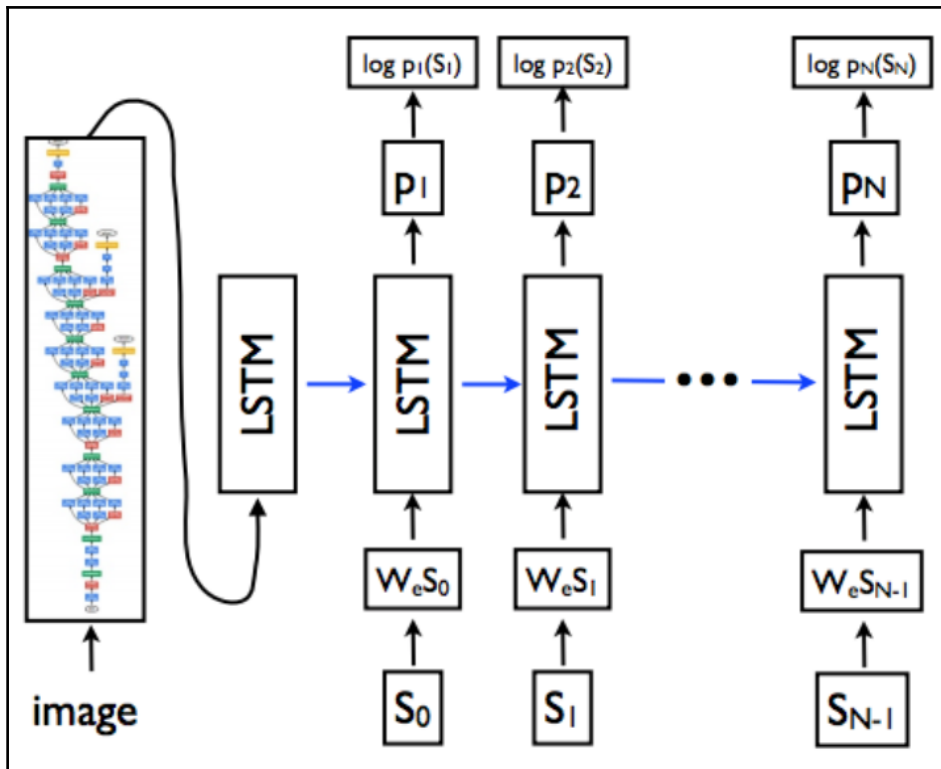 log p₁(S₁) log p₂(S₂) log pN(SN)
p₁ p₂ pN
LSTM LSTM LSTM ••• LSTM
WₑS₀ WₑS₁ WₑSN-1
image S₀ S₁ SN-1